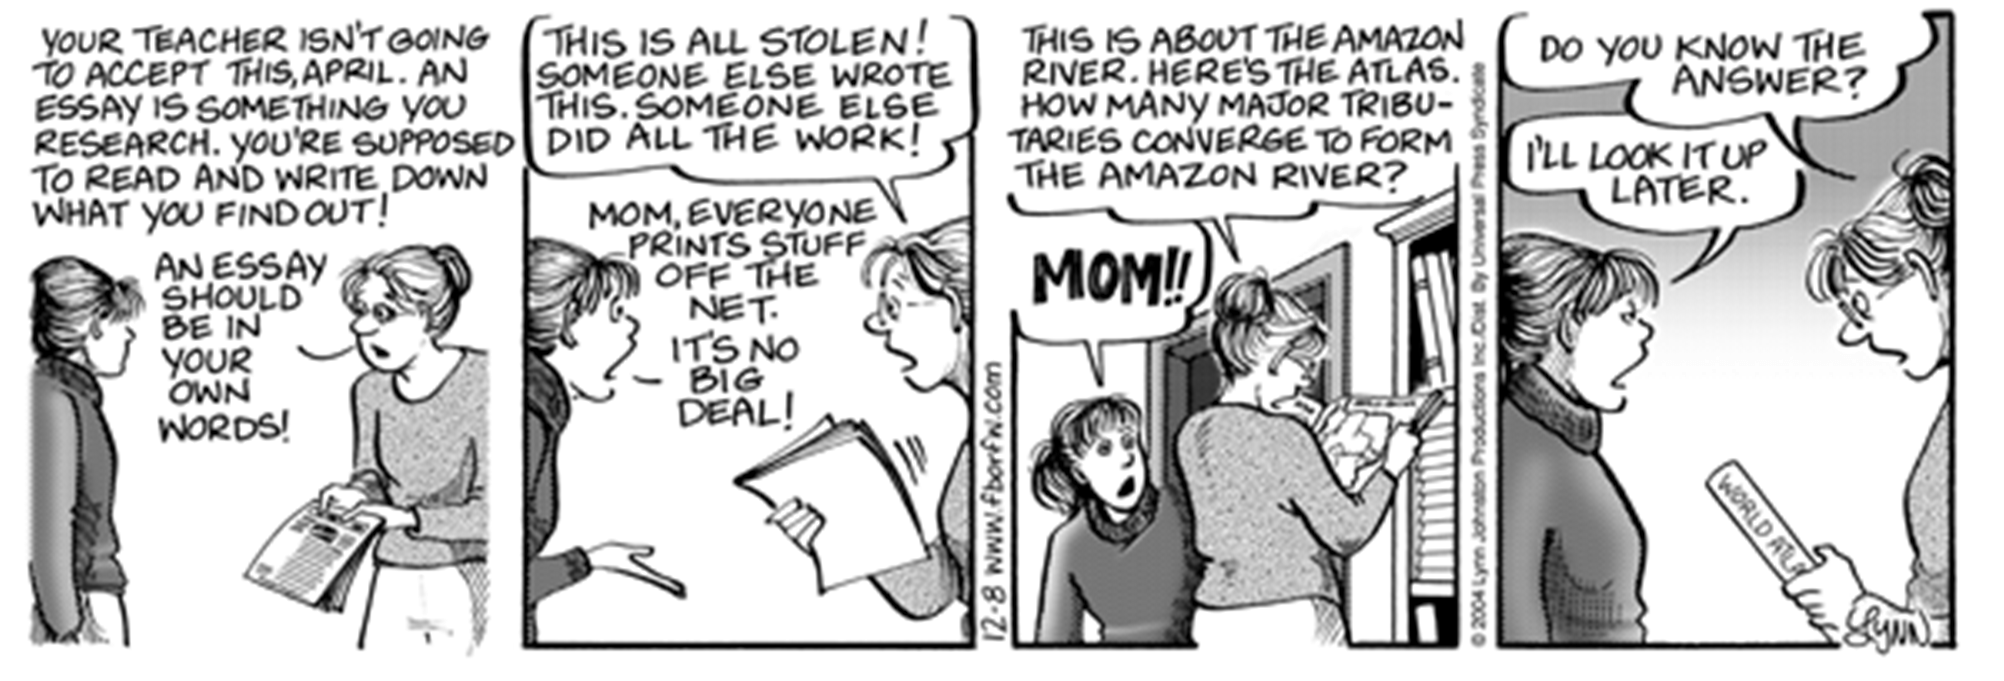 YOUR TEACHER ISN'T GOING
TO ACCEPT THIS, APRIL. AN
ESSAY IS SOMETHING YOU
RESEARCH. YOU'RE SUPPOSED
TO READ AND WRITE DOWN
WHAT YOU FIND OUT!
AN ESSAY
SHOULD
BE IN
YOUR
OWN
WORDS!
THIS IS ALL STOLEN!
SOMEONE ELSE WROTE
THIS. SOMEONE ELSE
DID ALL THE WORK!
MOM, EVERYONE
PRINTS STUFF
OFF THE
NET.
IT'S NO
BIG
DEAL!
12-8 www.fborfw.com
THIS IS ABOUT THE AMAZON
RIVER. HERE'S THE ATLAS.
HOW MANY MAJOR TRIBU-
TARIES CONVERGE TO FORM
THE AMAZON RIVER?
MOM!!
© 2004 Lynn Johnston Productions Inc./Dist. By Universal Press Syndicate
DO YOU KNOW THE
ANSWER?
I'LL LOOK IT UP
LATER.
WORLD ATLA
Lynn